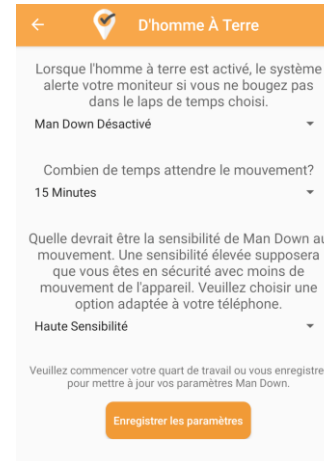 D'homme À Terre
Lorsque l'homme à terre est activé, le système
alerte votre moniteur si vous ne bougez pas
dans le laps de temps choisi.
Man Down Désactivé
Combien de temps attendre le mouvement?
15 Minutes
Quelle devrait être la sensibilité de Man Down au
mouvement. Une sensibilité élevée supposera
que vous êtes en sécurité avec moins de
mouvement de l'appareil. Veuillez choisir une
option adaptée à votre téléphone.
Haute Sensibilité
Veuillez commencer votre quart de travail ou vous enregistre
pour mettre à jour vos paramètres Man Down.
Enregistrer les paramètres